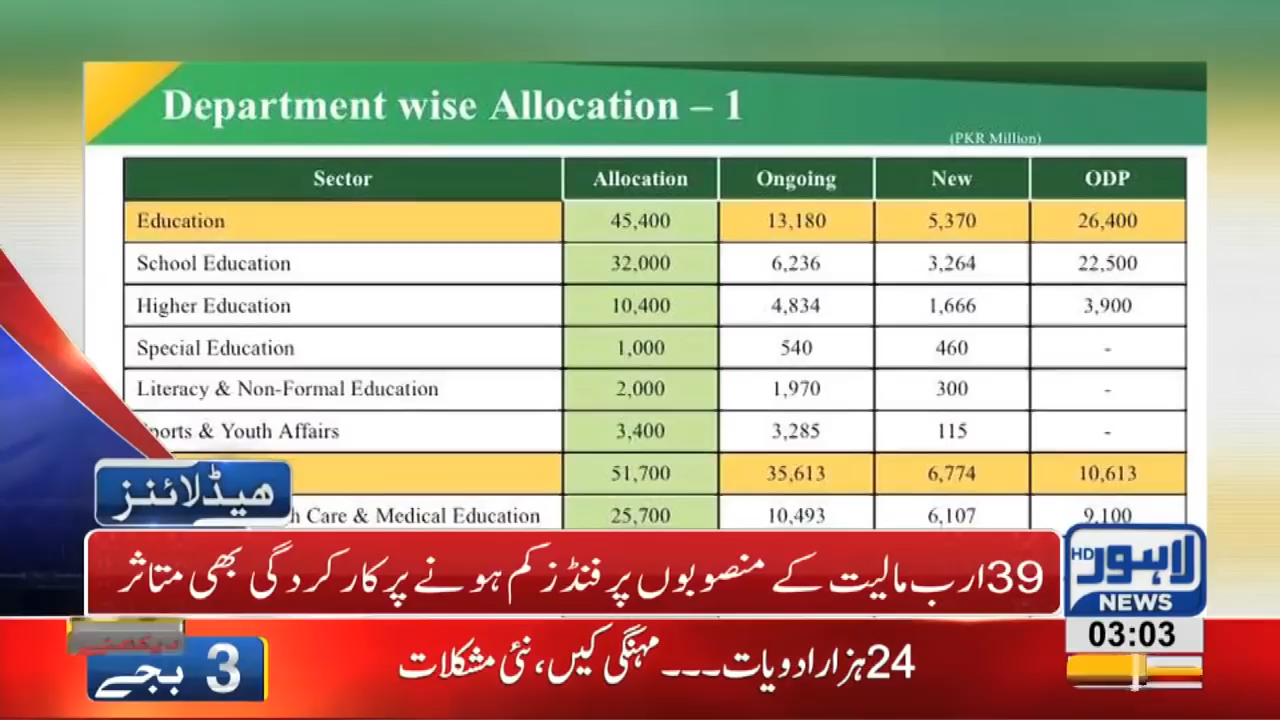 Department wise Allocation – 1
(PKR Million)
Sector Allocation Ongoing New ODP
Education 45,400 13,180 5,370 26,400
School Education 32,000 6,236 3,264 22,500
Higher Education 10,400 4,834 1,666 3,900
Special Education 1,000 540 460 -
Literacy & Non-Formal Education 2,000 1,970 300 -
& Youth Affairs 3,400 3,285 115 -
51,700 35,613 6,774 10,613
Care & Medical Education 25,700 10,493 6,107 9,100
ھیڈلائنز
39ارب مالیت کے منصوبوں پر فنڈز کم ہونے پر کارکردگی بھی متاثر
لاہور HD
NEWS
03:03
دیکھئے
3 بجے
24ہزار ادویات۔۔۔ مہنگی کیں، نئی مشکلات